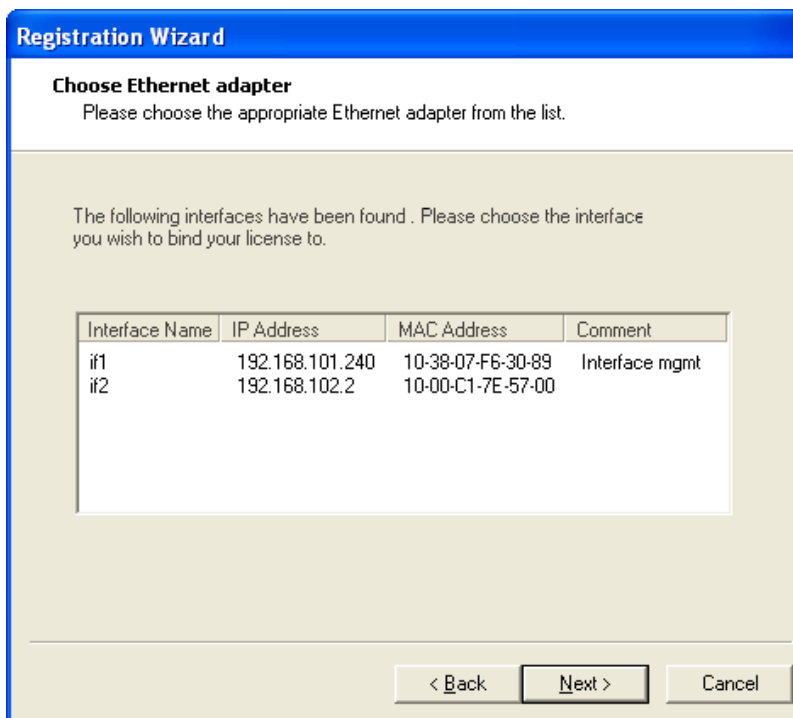 Registration Wizard
Choose Ethernet adapter
Please choose the appropriate Ethernet adapter from the list.
The following interfaces have been found . Please choose the interface
you wish to bind your license to.
Interface Name IP Address MAC Address Comment
if1 192.168.101.240 10-38-07-F6-30-89 Interface mgmt
if2 192.168.102.2 10-00-C1-7E-57-00
< Back Next > Cancel